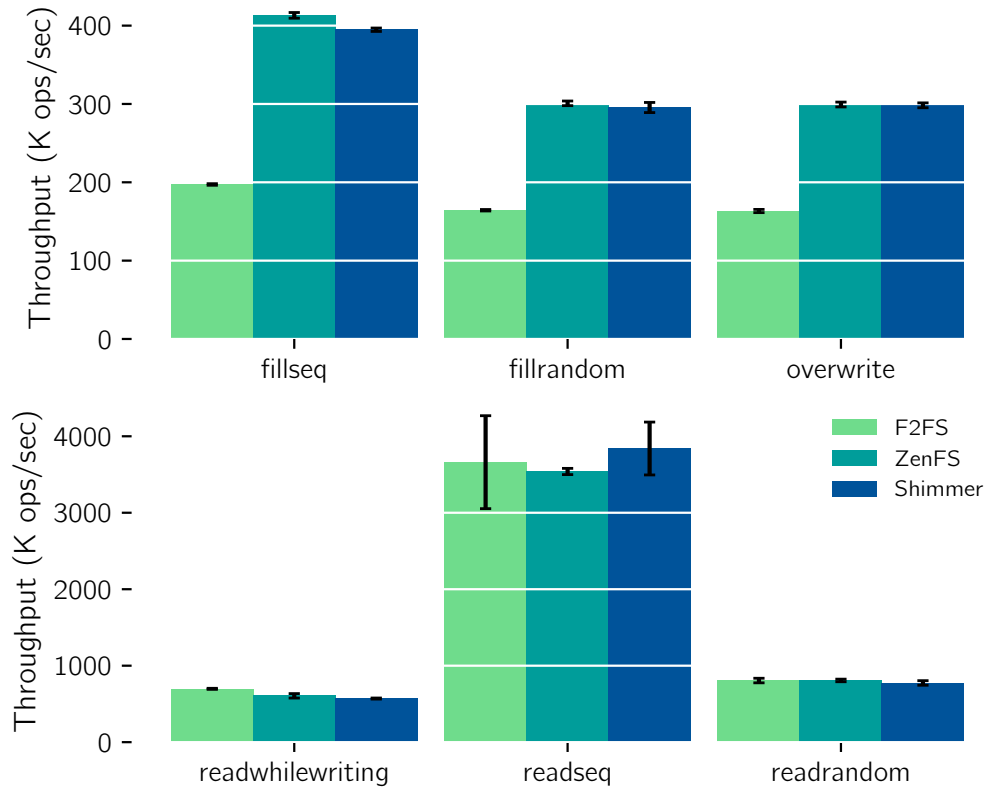 Throughput (K ops/sec)
400
300
200
100
0
fillseq
fillrandom
overwrite
Throughput (K ops/sec)
4000
3000
2000
1000
0
readwhilewriting
readseq
readrandom
F2FS
ZenFS
Shimmer